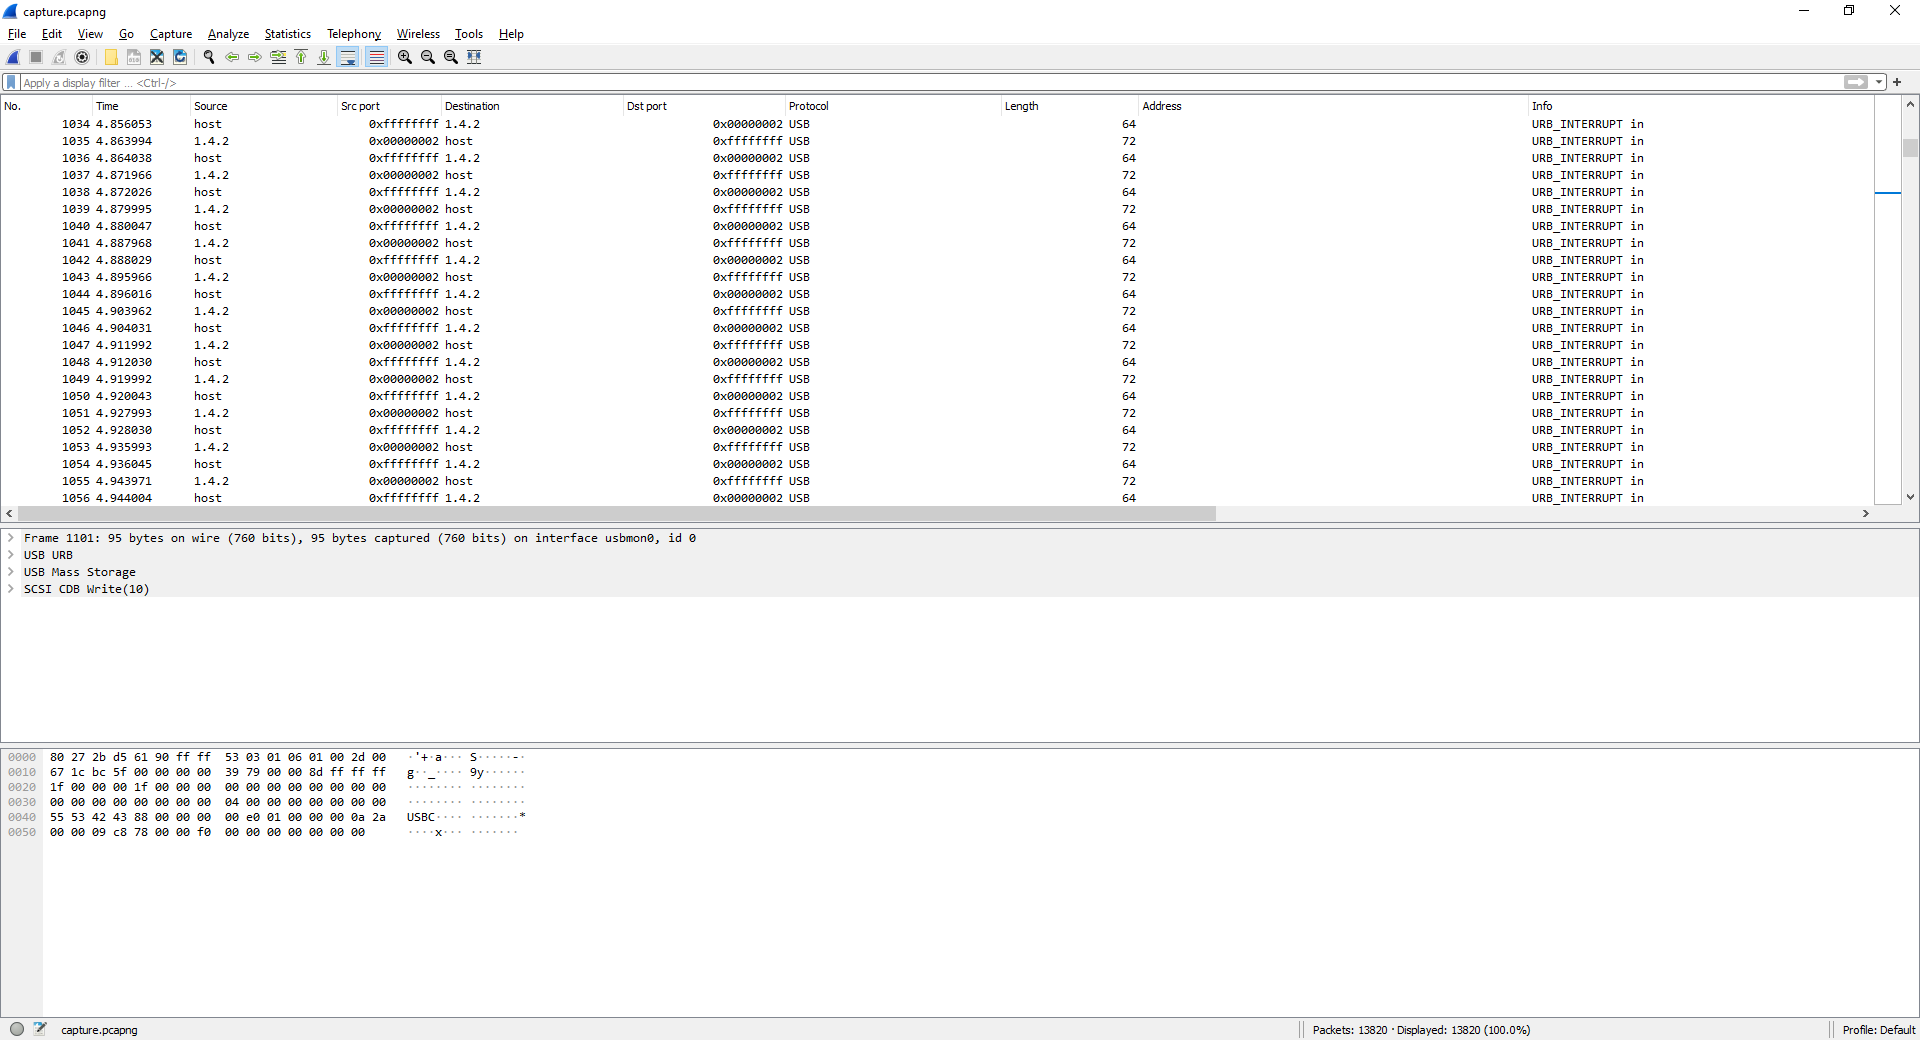 capture.pcapng
File Edit View Go Capture Analyze Statistics Telephony Wireless Tools Help
Apply a display filter ... <Ctrl-/>
No. Time Source Src port Destination Dst port Protocol Length Address Info
1034 4.856053 host 0xffffffff 1.4.2 0x00000002 USB 64 URB_INTERRUPT in
1035 4.863994 1.4.2 0x00000002 host 0xffffffff USB 72 URB_INTERRUPT in
1036 4.864038 host 0xffffffff 1.4.2 0x00000002 USB 64 URB_INTERRUPT in
1037 4.871966 1.4.2 0x00000002 host 0xffffffff USB 72 URB_INTERRUPT in
1038 4.872026 host 0xffffffff 1.4.2 0x00000002 USB 64 URB_INTERRUPT in
1039 4.879995 1.4.2 0x00000002 host 0xffffffff USB 72 URB_INTERRUPT in
1040 4.880047 host 0xffffffff 1.4.2 0x00000002 USB 64 URB_INTERRUPT in
1041 4.887968 1.4.2 0x00000002 host 0xffffffff USB 72 URB_INTERRUPT in
1042 4.888029 host 0xffffffff 1.4.2 0x00000002 USB 64 URB_INTERRUPT in
1043 4.895966 1.4.2 0x00000002 host 0xffffffff USB 72 URB_INTERRUPT in
1044 4.896016 host 0xffffffff 1.4.2 0x00000002 USB 64 URB_INTERRUPT in
1045 4.903962 1.4.2 0x00000002 host 0xffffffff USB 72 URB_INTERRUPT in
1046 4.904031 host 0xffffffff 1.4.2 0x00000002 USB 64 URB_INTERRUPT in
1047 4.911992 1.4.2 0x00000002 host 0xffffffff USB 72 URB_INTERRUPT in
1048 4.912030 host 0xffffffff 1.4.2 0x00000002 USB 64 URB_INTERRUPT in
1049 4.919992 1.4.2 0x00000002 host 0xffffffff USB 72 URB_INTERRUPT in
1050 4.920043 host 0xffffffff 1.4.2 0x00000002 USB 64 URB_INTERRUPT in
1051 4.927993 1.4.2 0x00000002 host 0xffffffff USB 72 URB_INTERRUPT in
1052 4.928030 host 0xffffffff 1.4.2 0x00000002 USB 64 URB_INTERRUPT in
1053 4.935993 1.4.2 0x00000002 host 0xffffffff USB 72 URB_INTERRUPT in
1054 4.936045 host 0xffffffff 1.4.2 0x00000002 USB 64 URB_INTERRUPT in
1055 4.943971 1.4.2 0x00000002 host 0xffffffff USB 72 URB_INTERRUPT in
1056 4.944004 host 0xffffffff 1.4.2 0x00000002 USB 64 URB_INTERRUPT in
Frame 1101: 95 bytes on wire (760 bits), 95 bytes captured (760 bits) on interface usbmon0, id 0
USB URB
USB Mass Storage
SCSI CDB Write(10)
0000 80 27 2b d5 61 90 ff ff 53 03 01 06 01 00 2d 00 ·'+·a··· S·····-·
0010 67 1c bc 5f 00 00 00 00 39 79 00 00 8d ff ff ff g··_···· 9y······
0020 1f 00 00 00 1f 00 00 00 00 00 00 00 00 00 00 00 ········ ········
0030 00 00 00 00 00 00 00 00 04 00 00 00 00 00 00 00 ········ ········
0040 55 53 42 43 88 00 00 00 00 e0 01 00 00 00 0a 2a USBC···· ·······*
0050 00 00 09 c8 78 00 00 f0 00 00 00 00 00 00 00 ····x··· ·······
capture.pcapng Packets: 13820 · Displayed: 13820 (100.0%) Profile: Default